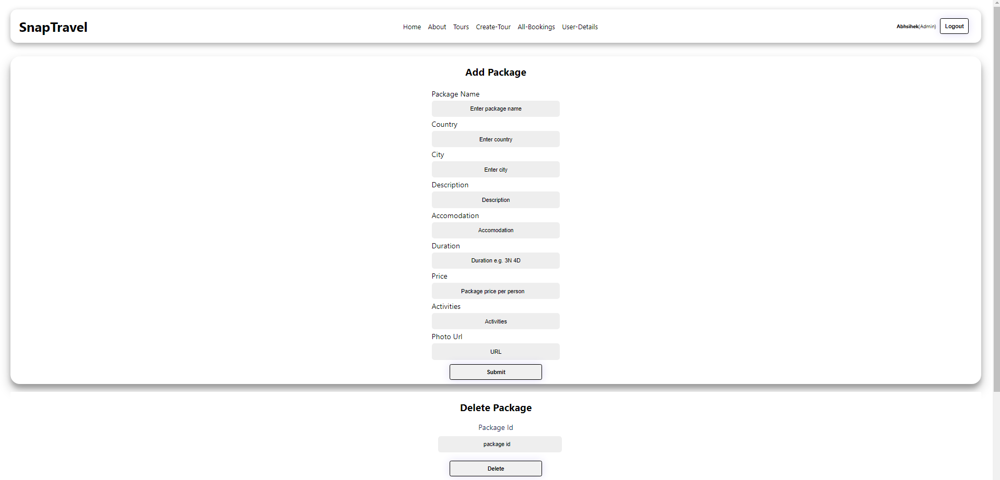 SnapTravel
Home About Tours Create-Tour All-Bookings User-Details
Abhsihek(Admin) Logout
Add Package
Package Name
Enter package name
Country
Enter country
City
Enter city
Description
Description
Accomodation
Accomodation
Duration
Duration e.g. 3N 4D
Price
Package price per person
Activities
Activities
Photo Url
URL
Submit
Delete Package
Package Id
package id
Delete